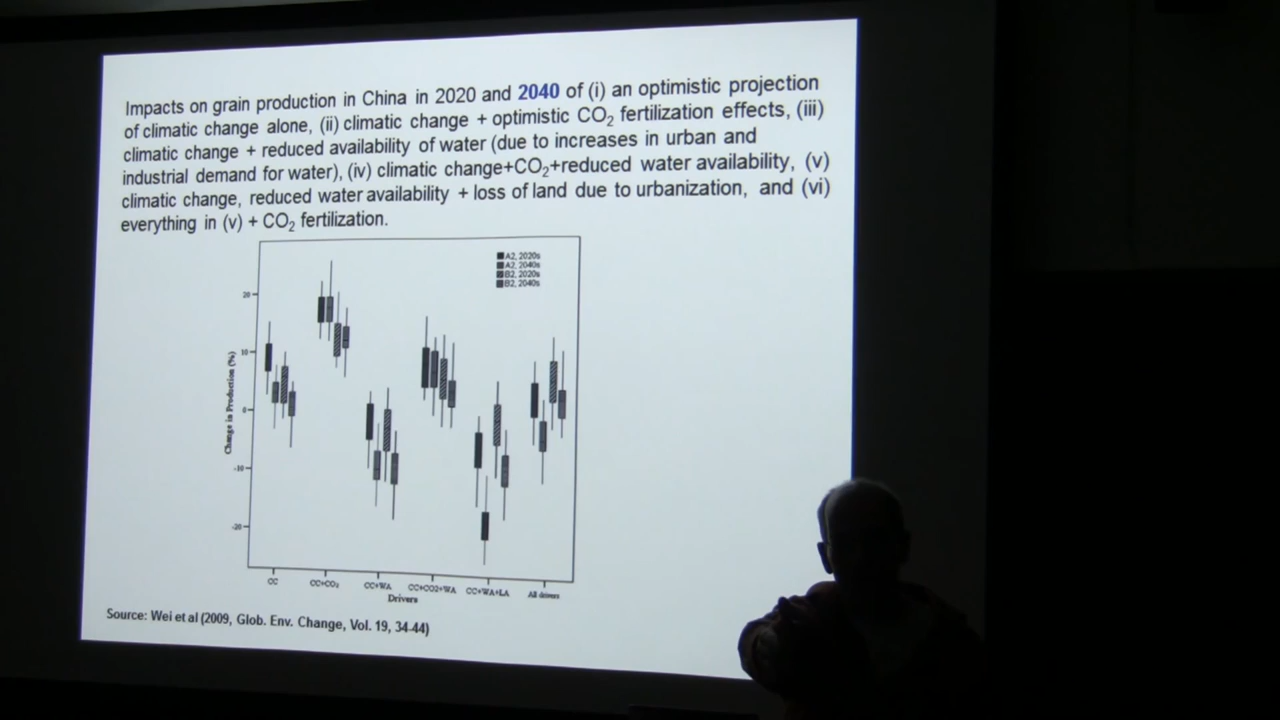 Impacts on grain production in China in 2020 and 2040 of (i) an optimistic projection
of climatic change alone, (ii) climatic change + optimistic CO2 fertilization effects, (iii)
climatic change + reduced availability of water (due to increases in urban and
industrial demand for water), (iv) climatic change+CO2+reduced water availability, (v)
climatic change, reduced water availability + loss of land due to urbanization, and (vi)
everything in (v) + CO2 fertilization.
A2, 2020s
A2, 2040s
B2, 2020s
B2, 2040s
Change in Production (%)
20
10
0
-10
-20
CC
CC+CO2
CC+WA
CC+CO2+WA
CC+WA+LA
All drivers
Drivers
Source: Wei et al (2009, Glob. Env. Change, Vol. 19, 34-44)